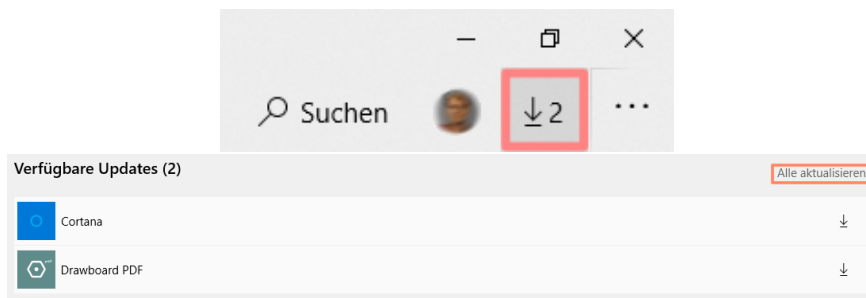 Suchen
2
...
Verfügbare Updates (2)
Alle aktualisieren
Cortana
Drawboard PDF